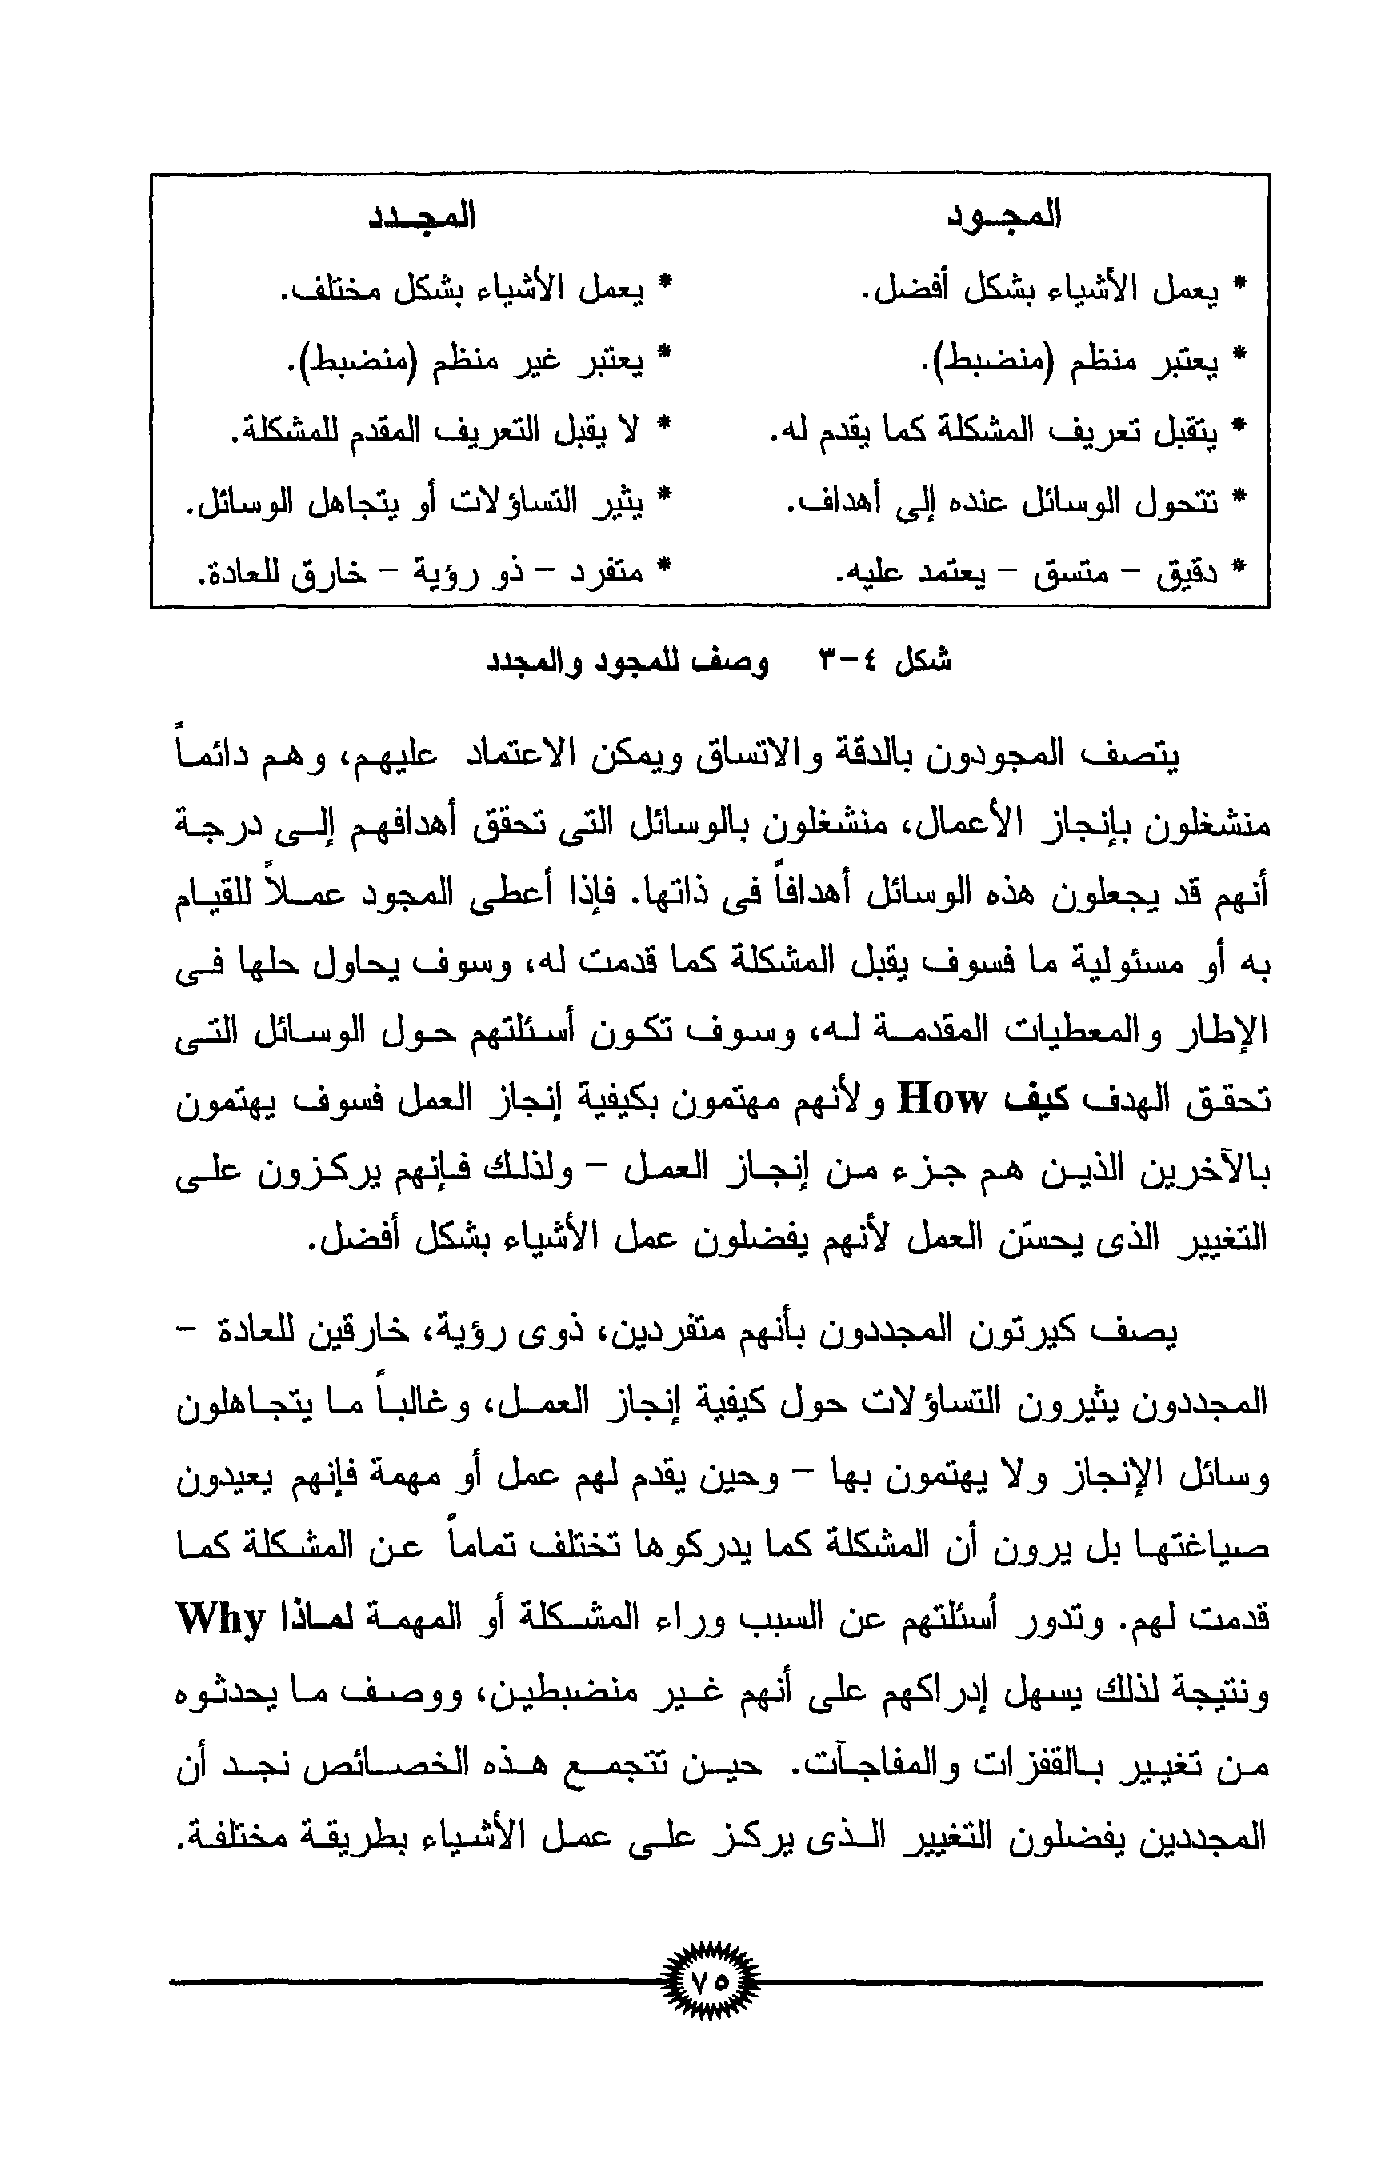 المجـود المجـدد
* يعمل الأشياء بشكل أفضل. * يعمل الأشياء بشكل مختلف.
* يعتبر منظم (منضبط). * يعتبر غير منظم (منضبط).
* يتقبل تعريف المشكلة كما يقدم له. * لا يقبل التعريف المقدم للمشكلة.
* تتحول الوسائل عنده إلى أهداف. * يثير التساؤلات أو يتجاهل الوسائل.
* دقيق – متسق – يعتمد عليه. * متفرد – ذو رؤية – خارق للعادة.
شكل ٤-٣ وصف للمجود والمجدد
يتصف المجودون بالدقة والاتساق ويمكن الاعتماد عليهم، وهم دائماً
منشغلون بإنجاز الأعمال، منشغلون بالوسائل التى تحقق أهدافهم إلى درجة
أنهم قد يجعلون هذه الوسائل أهدافاً فى ذاتها. فإذا أعطى المجود عملاً للقيام
به أو مسئولية ما فسوف يقبل المشكلة كما قدمت له، وسوف يحاول حلها فى
الإطار والمعطيات المقدمة له، وسوف تكون أسئلتهم حول الوسائل التى
تحقق الهدف كيف How ولأنهم مهتمون بكيفية إنجاز العمل فسوف يهتمون
بالآخرين الذين هم جزء من إنجاز العمل – ولذلك فإنهم يركزون على
التغيير الذى يحسّن العمل لأنهم يفضلون عمل الأشياء بشكل أفضل.
يصف كيرتون المجددون بأنهم متفردين، ذوى رؤية، خارقين للعادة –
المجددون يثيرون التساؤلات حول كيفية إنجاز العمل، وغالباً ما يتجاهلون
وسائل الإنجاز ولا يهتمون بها – وحين يقدم لهم عمل أو مهمة فإنهم يعيدون
صياغتها بل يرون أن المشكلة كما يدركوها تختلف تماماً عن المشكلة كما
قدمت لهم. وتدور أسئلتهم عن السبب وراء المشكلة أو المهمة لماذا Why
ونتيجة لذلك يسهل إدراكهم على أنهم غير منضبطين، ووصف ما يحدثوه
من تغيير بالقفزات والمفاجآت. حين تتجمع هذه الخصائص نجد أن
المجددين يفضلون التغيير الذى يركز على عمل الأشياء بطريقة مختلفة.
٧٥